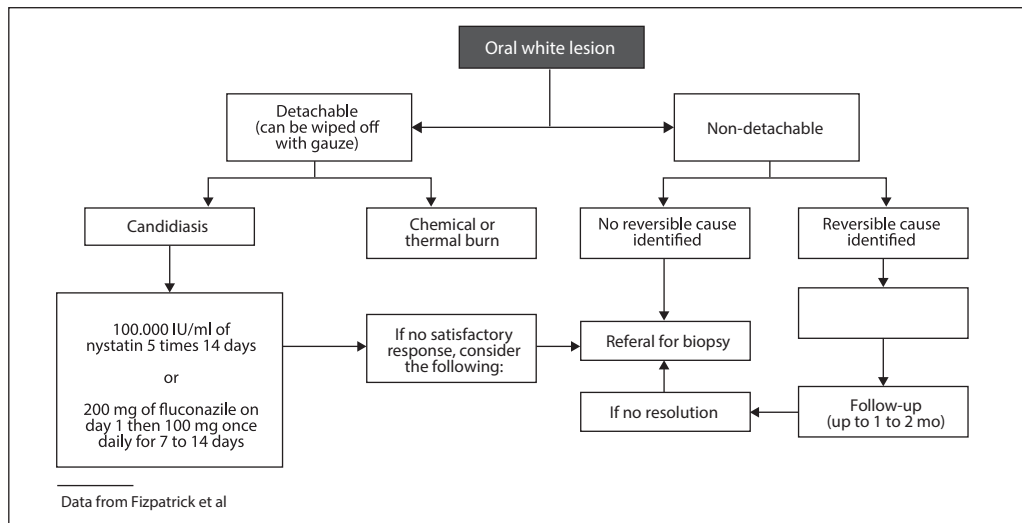 Oral white lesion
Detachable
(can be wiped off
with gauze)
Non-detachable
Candidiasis
Chemical or
thermal burn
No reversible cause
identified
Reversible cause
identified
100.000 IU/ml of
nystatin 5 times 14 days
or
200 mg of fluconazile on
day 1 then 100 mg once
daily for 7 to 14 days
If no satisfactory
response, consider
the following:
Referal for biopsy
If no resolution
Follow-up
(up to 1 to 2 mo)
Data from Fizpatrick et al